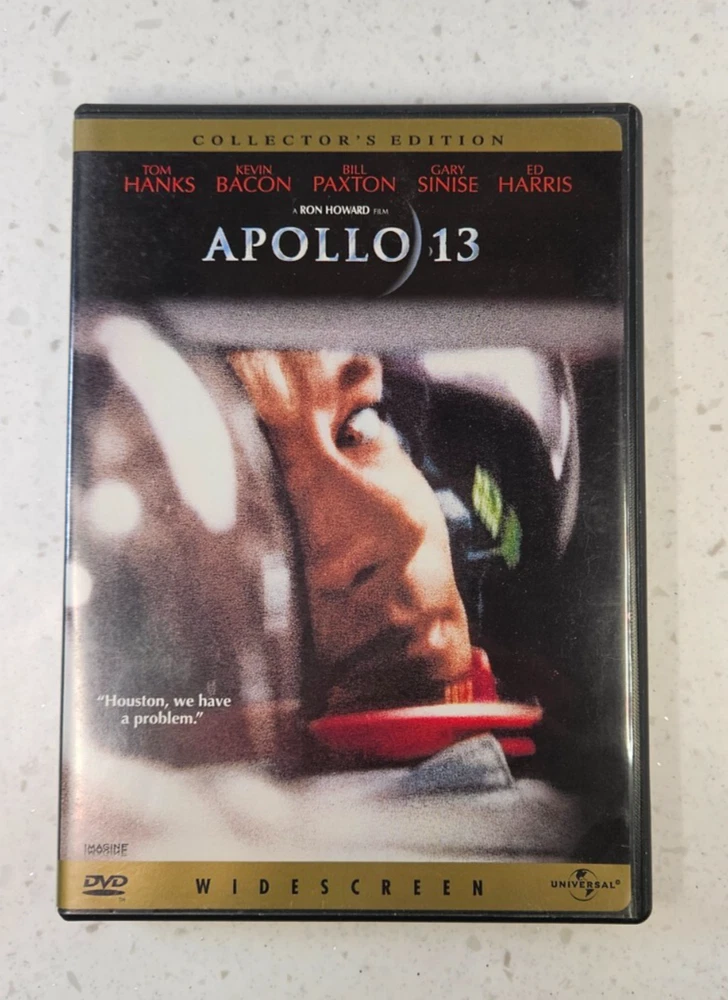 COLLECTOR'S EDITION
TOM HANKS KEVIN BACON BILL PAXTON GARY SINISE ED HARRIS
A RON HOWARD FILM
APOLLO 13
"Houston, we have
a problem."
IMAGINE
DVD
WIDESCREEN
UNIVERSAL®